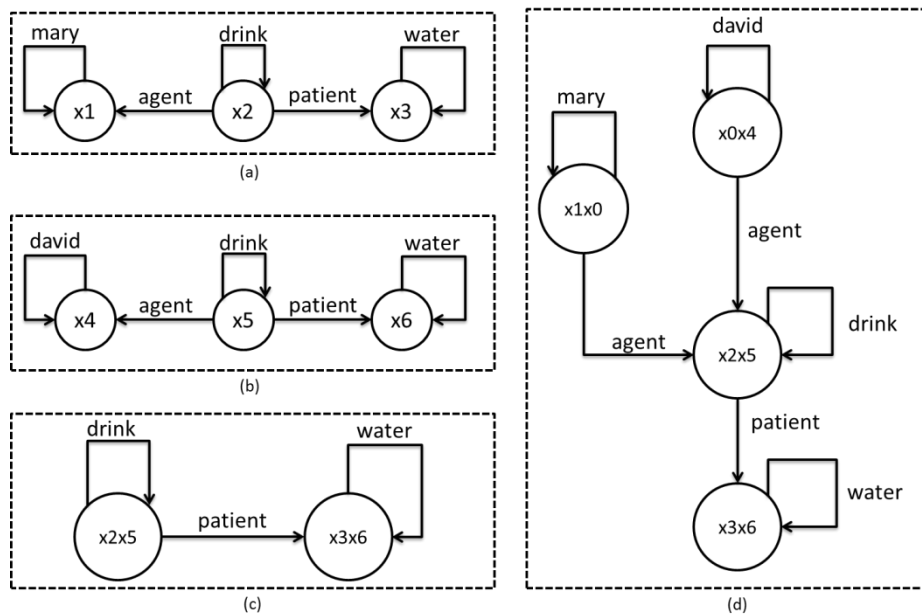 mary drink water
x1 agent x2 patient x3
(a)
david drink water
x4 agent x5 patient x6
(b)
drink water
x2x5 patient x3x6
(c)
david
mary
x0x4
x1x0
agent
drink
agent x2x5
patient
water
x3x6
(d)